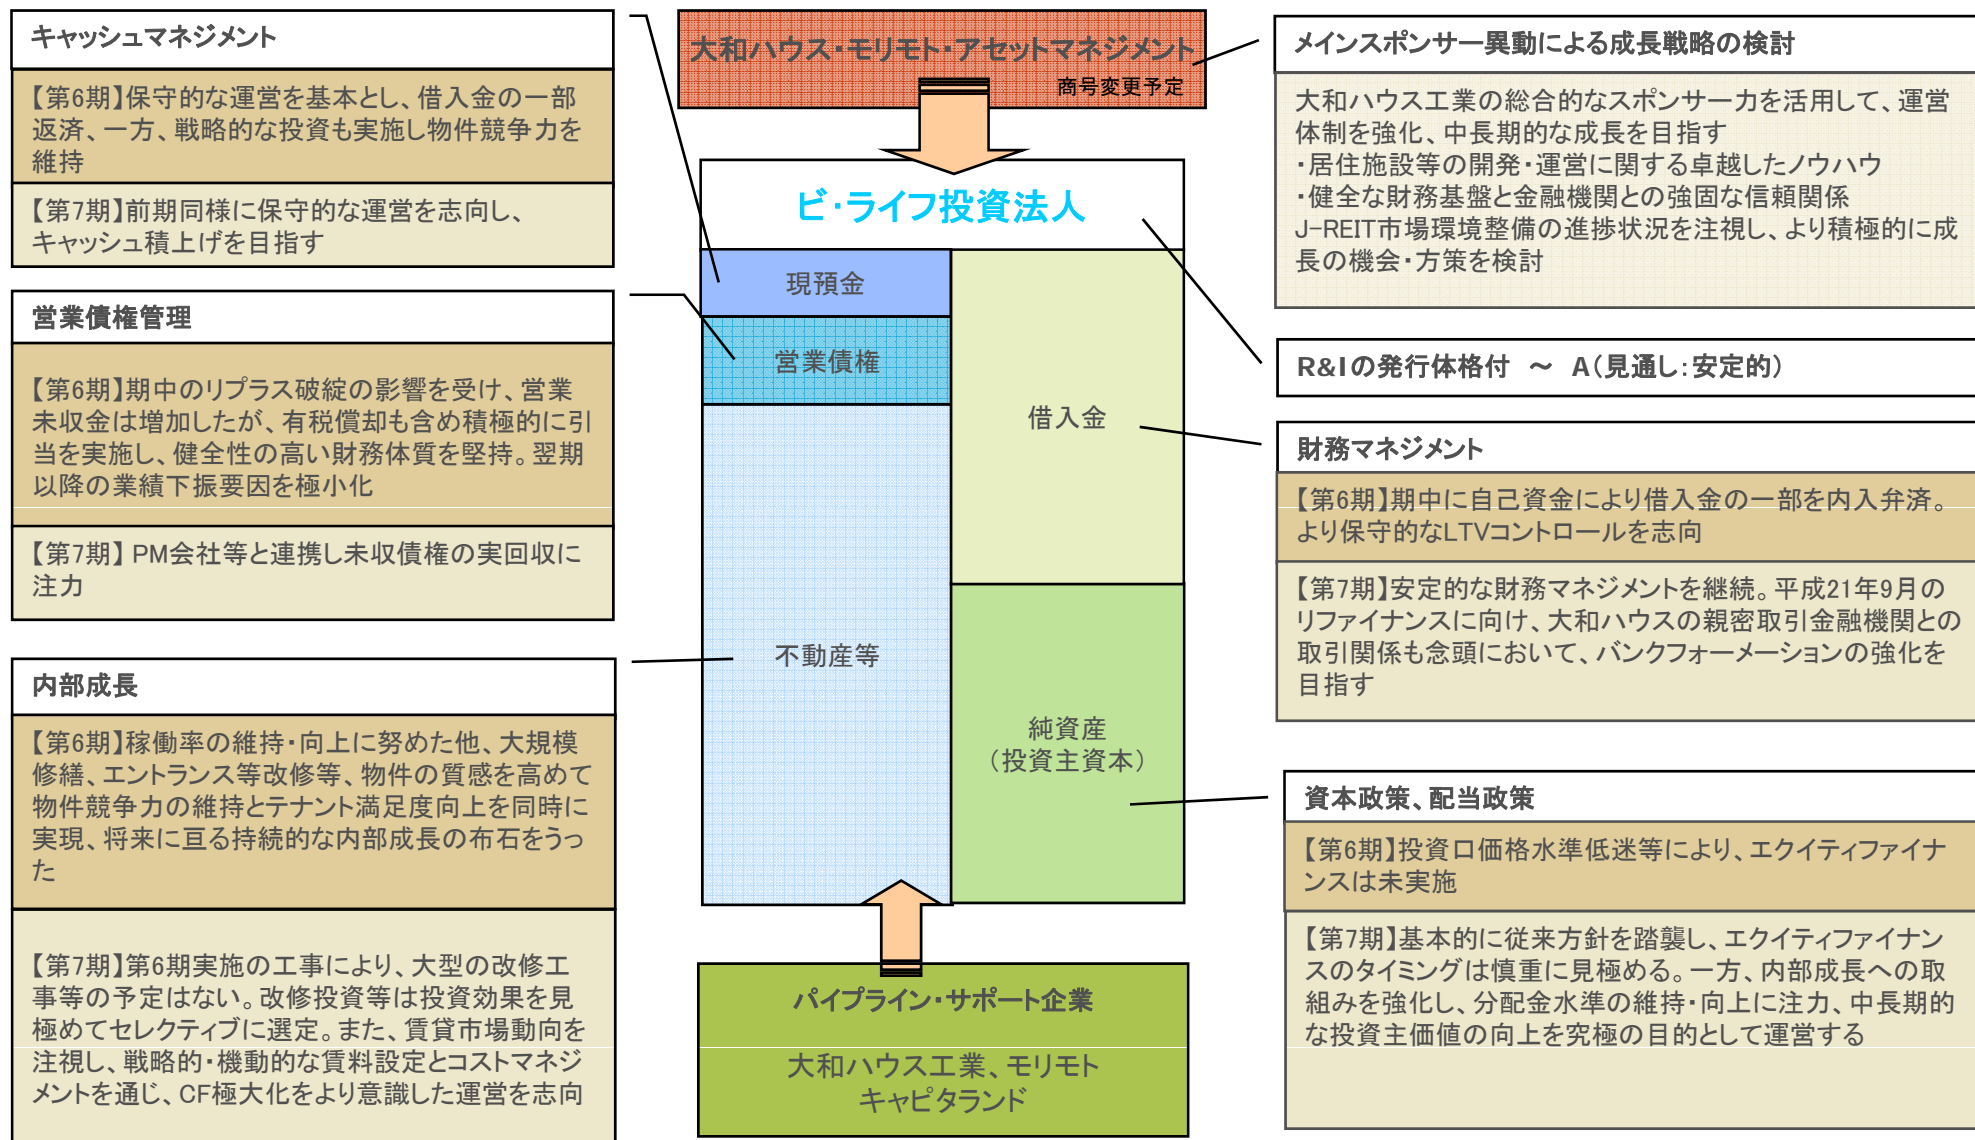 キャッシュマネジメント
【第6期】保守的な運営を基本とし、借入金の一部
返済、一方、戦略的な投資も実施し物件競争力を
維持
【第7期】前期同様に保守的な運営を志向し、
キャッシュ積上げを目指す
営業債権管理
【第6期】期中のリプラス破綻の影響を受け、営業
未収金は増加したが、有税償却も含め積極的に引
当を実施し、健全性の高い財務体質を堅持。翌期
以降の業績下振要因を極小化
【第7期】 PM会社等と連携し未収債権の実回収に
注力
内部成長
【第6期】稼働率の維持・向上に努めた他、大規模
修繕、エントランス等改修等、物件の質感を高めて
物件競争力の維持とテナント満足度向上を同時に
実現、将来に亘る持続的な内部成長の布石をうっ
た
【第7期】第6期実施の工事により、大型の改修工
事等の予定はない。改修投資等は投資効果を見
極めてセレクティブに選定。また、賃貸市場動向を
注視し、戦略的・機動的な賃料設定とコストマネジ
メントを通じ、CF極大化をより意識した運営を志向
大和ハウス・モリモト・アセットマネジメント
商号変更予定
ビ・ライフ投資法人
現預金
営業債権
不動産等
借入金
純資産
（投資主資本）
パイプライン・サポート企業
大和ハウス工業、モリモト
キャピタランド
メインスポンサー異動による成長戦略の検討
大和ハウス工業の総合的なスポンサー力を活用して、運営
体制を強化、中長期的な成長を目指す
・居住施設等の開発・運営に関する卓越したノウハウ
・健全な財務基盤と金融機関との強固な信頼関係
J-REIT市場環境整備の進捗状況を注視し、より積極的に成
長の機会・方策を検討
R&Iの発行体格付 ～ A（見通し：安定的）
財務マネジメント
【第6期】期中に自己資金により借入金の一部を内入弁済。
より保守的なLTVコントロールを志向
【第7期】安定的な財務マネジメントを継続。平成21年9月の
リファイナンスに向け、大和ハウスの親密取引金融機関との
取引関係も念頭において、バンクフォーメーションの強化を
目指す
資本政策、配当政策
【第6期】投資口価格水準低迷等により、エクイティファイナ
ンスは未実施
【第7期】基本的に従来方針を踏襲し、エクイティファイナン
スのタイミングは慎重に見極める。一方、内部成長への取
組みを強化し、分配金水準の維持・向上に注力、中長期的
な投資主価値の向上を究極の目的として運営する